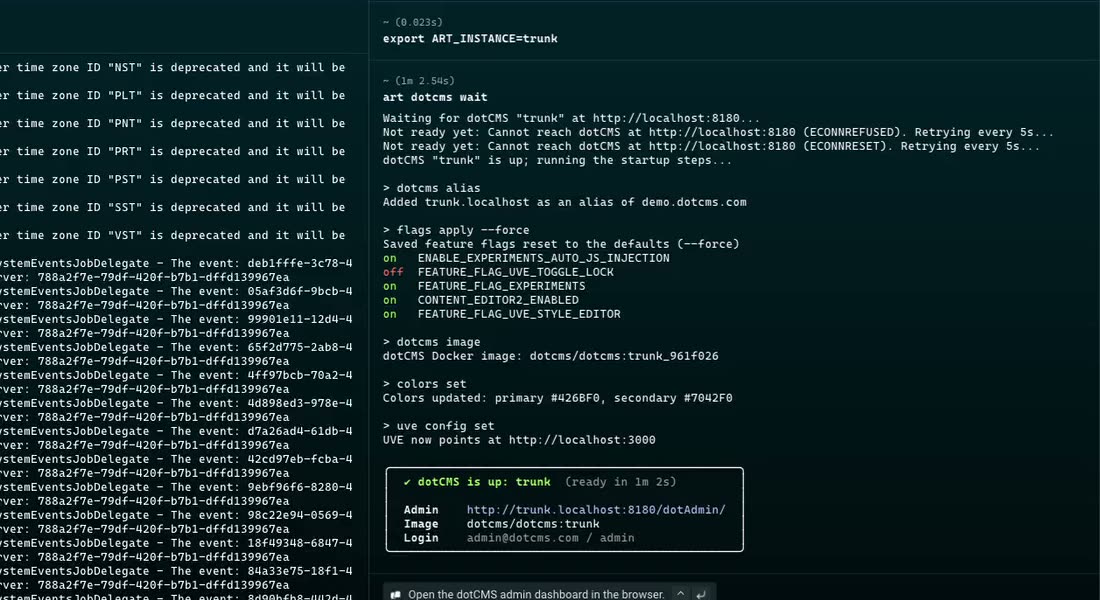 er time zone ID "NST" is deprecated and it will be
er time zone ID "PLT" is deprecated and it will be
er time zone ID "PNT" is deprecated and it will be
er time zone ID "PRT" is deprecated and it will be
er time zone ID "PST" is deprecated and it will be
er time zone ID "SST" is deprecated and it will be
er time zone ID "VST" is deprecated and it will be
ystemEventsJobDelegate - The event: deb1fffe-3c78-4
rver: 788a2f7e-79df-420f-b7b1-dffd139967ea
ystemEventsJobDelegate - The event: 05af3d6f-9bcb-4
rver: 788a2f7e-79df-420f-b7b1-dffd139967ea
ystemEventsJobDelegate - The event: 99901e11-12d4-4
rver: 788a2f7e-79df-420f-b7b1-dffd139967ea
ystemEventsJobDelegate - The event: 65f2d775-2ab8-4
rver: 788a2f7e-79df-420f-b7b1-dffd139967ea
ystemEventsJobDelegate - The event: 4ff97bcb-70a2-4
rver: 788a2f7e-79df-420f-b7b1-dffd139967ea
ystemEventsJobDelegate - The event: 4d898ed3-978e-4
rver: 788a2f7e-79df-420f-b7b1-dffd139967ea
ystemEventsJobDelegate - The event: d7a26ad4-61db-4
rver: 788a2f7e-79df-420f-b7b1-dffd139967ea
ystemEventsJobDelegate - The event: 42cd97eb-fcba-4
rver: 788a2f7e-79df-420f-b7b1-dffd139967ea
ystemEventsJobDelegate - The event: 9ebf96f6-8280-4
rver: 788a2f7e-79df-420f-b7b1-dffd139967ea
ystemEventsJobDelegate - The event: 98c22e94-0569-4
rver: 788a2f7e-79df-420f-b7b1-dffd139967ea
ystemEventsJobDelegate - The event: 18f49348-6847-4
rver: 788a2f7e-79df-420f-b7b1-dffd139967ea
ystemEventsJobDelegate - The event: 84a33e75-18f1-4
rver: 788a2f7e-79df-420f-b7b1-dffd139967ea
ystemEventsJobDelegate - The event:
~ (0.023s)
export ART_INSTANCE=trunk
~ (1m 2.54s)
art dotcms wait
Waiting for dotCMS "trunk" at http://localhost:8180...
Not ready yet: Cannot reach dotCMS at http://localhost:8180 (ECONNREFUSED). Retrying every 5s...
Not ready yet: Cannot reach dotCMS at http://localhost:8180 (ECONNRESET). Retrying every 5s...
dotCMS "trunk" is up; running the startup steps...
> dotcms alias
Added trunk.localhost as an alias of demo.dotcms.com
> flags apply --force
Saved feature flags reset to the defaults (--force)
on ENABLE_EXPERIMENTS_AUTO_JS_INJECTION
off FEATURE_FLAG_UVE_TOGGLE_LOCK
on FEATURE_FLAG_EXPERIMENTS
on CONTENT_EDITOR2_ENABLED
on FEATURE_FLAG_UVE_STYLE_EDITOR
> dotcms image
dotCMS Docker image: dotcms/dotcms:trunk_961f026
> colors set
Colors updated: primary #426BF0, secondary #7042F0
> uve config set
UVE now points at http://localhost:3000
✔ dotCMS is up: trunk (ready in 1m 2s)
Admin http://trunk.localhost:8180/dotAdmin/
Image dotcms/dotcms:trunk
Login admin@dotcms.com / admin
Open the dotCMS admin dashboard in the browser.